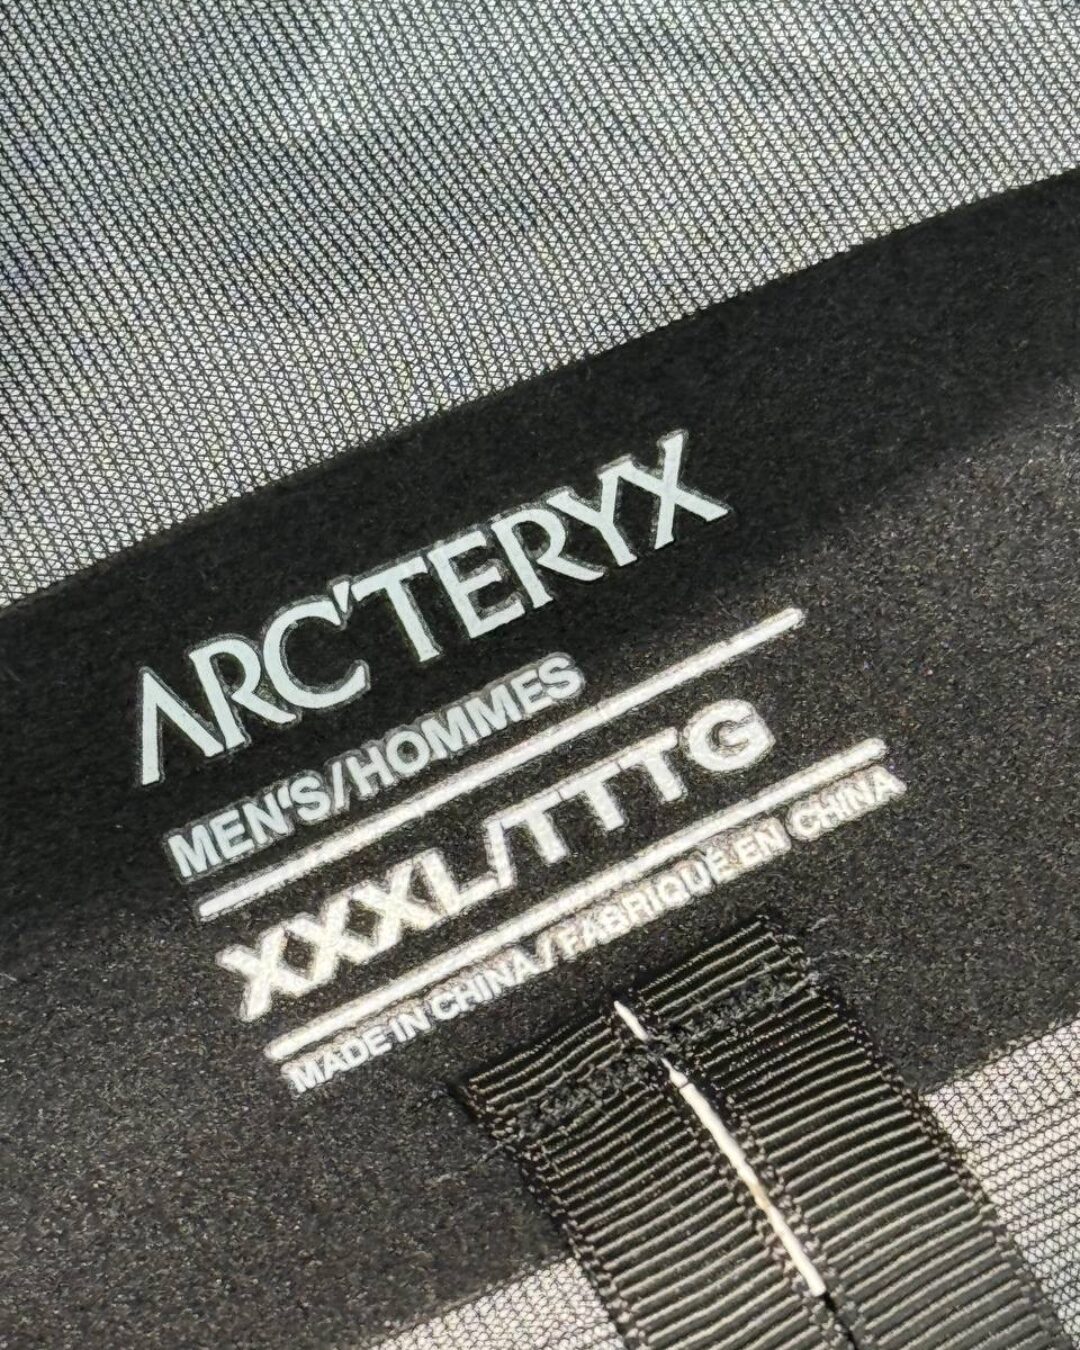 ARC'TERYX
MEN'S/HOMMES
XXXL/TTTG
MADE IN CHINA/FABRIQUÉ EN CHINA